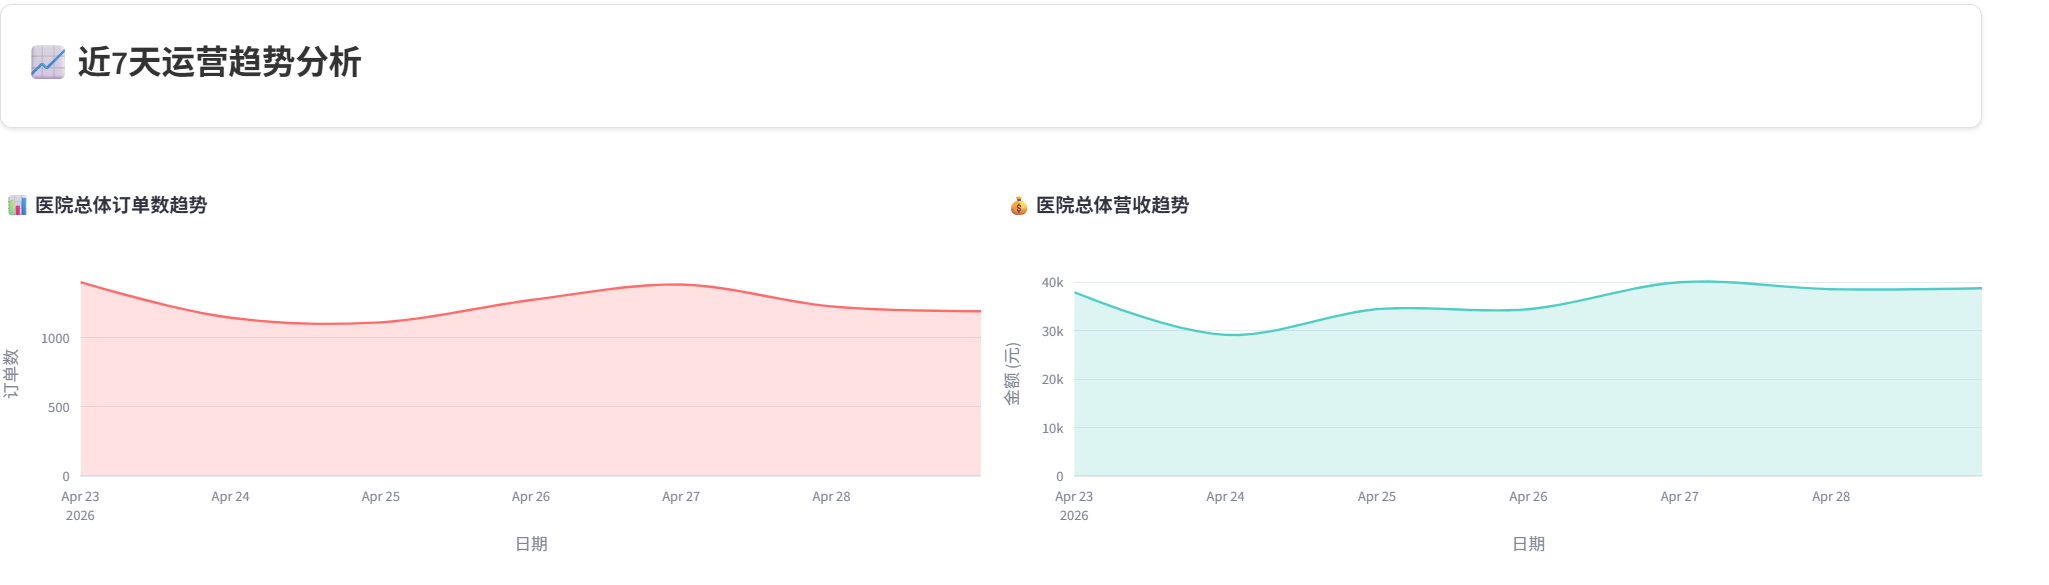 📈 近7天运营趋势分析
📊 医院总体订单数趋势
订单数
1000
500
0
Apr 23
2026
Apr 24
Apr 25
Apr 26
Apr 27
Apr 28
日期
💰 医院总体营收趋势
金额 (元)
40k
30k
20k
10k
0
Apr 23
2026
Apr 24
Apr 25
Apr 26
Apr 27
Apr 28
日期